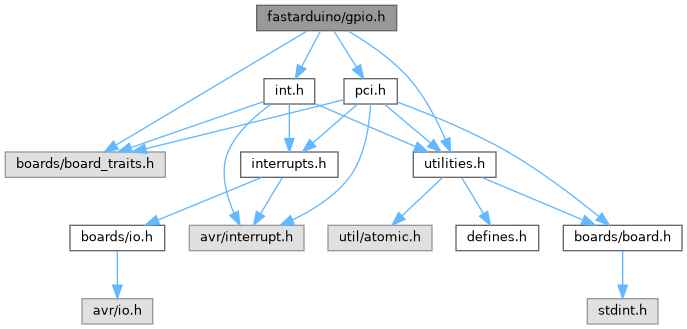 fastarduino/gpio.h
int.h
pci.h
boards/board_traits.h
interrupts.h
utilities.h
boards/io.h
avr/interrupt.h
util/atomic.h
defines.h
boards/board.h
avr/io.h
stdint.h